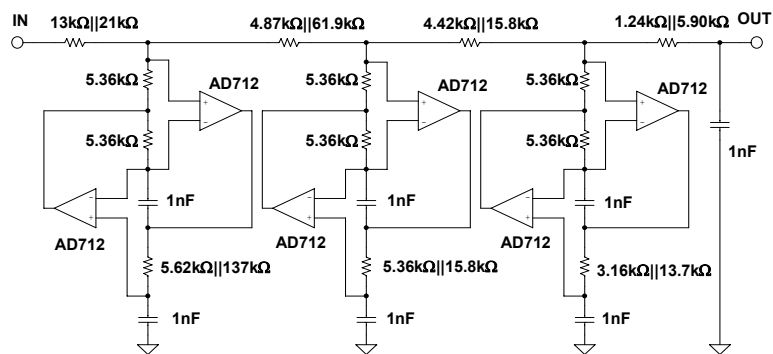 IN 13kΩ||21kΩ 4.87kΩ||61.9kΩ 4.42kΩ||15.8kΩ 1.24kΩ||5.90kΩ OUT
5.36kΩ AD712 5.36kΩ AD712 5.36kΩ AD712
+ + +
− − −
5.36kΩ 5.36kΩ 5.36kΩ 1nF
− 1nF − 1nF − 1nF
+ + +
AD712 AD712 AD712
5.62kΩ||137kΩ 5.36kΩ||15.8kΩ 3.16kΩ||13.7kΩ
1nF 1nF 1nF